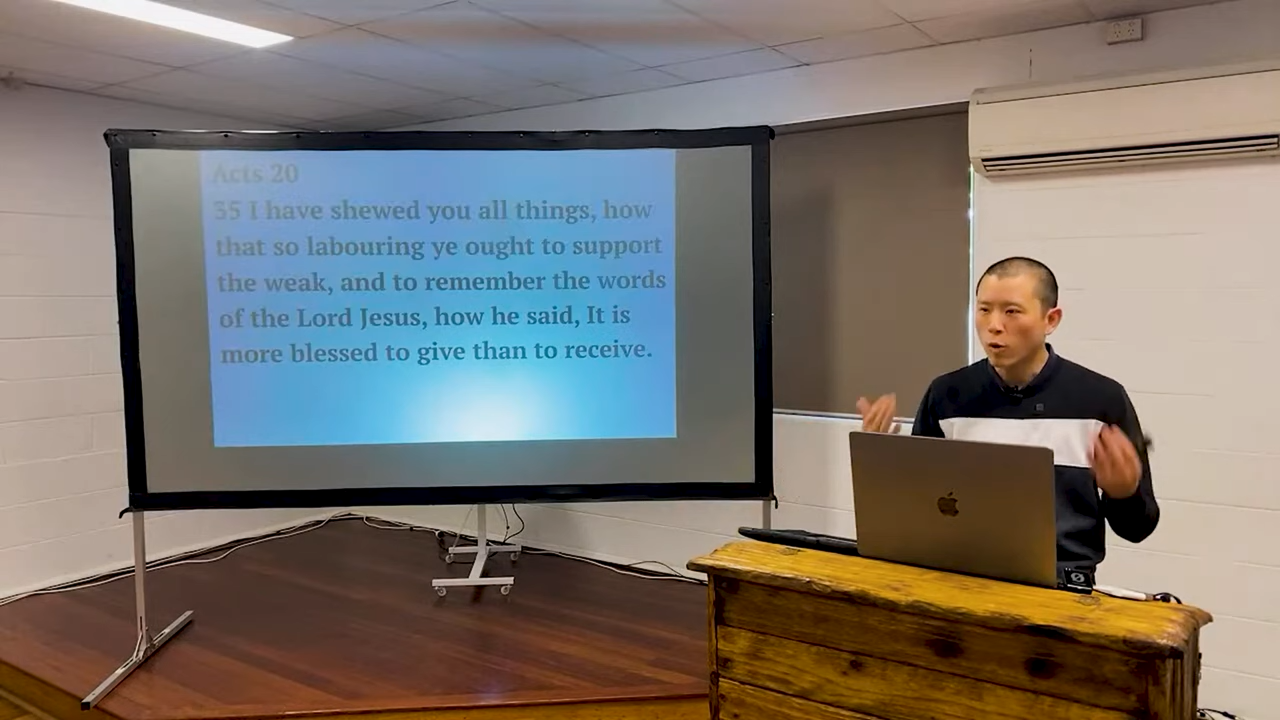 Acts 20
35 I have shewed you all things, how
that so labouring ye ought to support
the weak, and to remember the words
of the Lord Jesus, how he said, It is
more blessed to give than to receive.